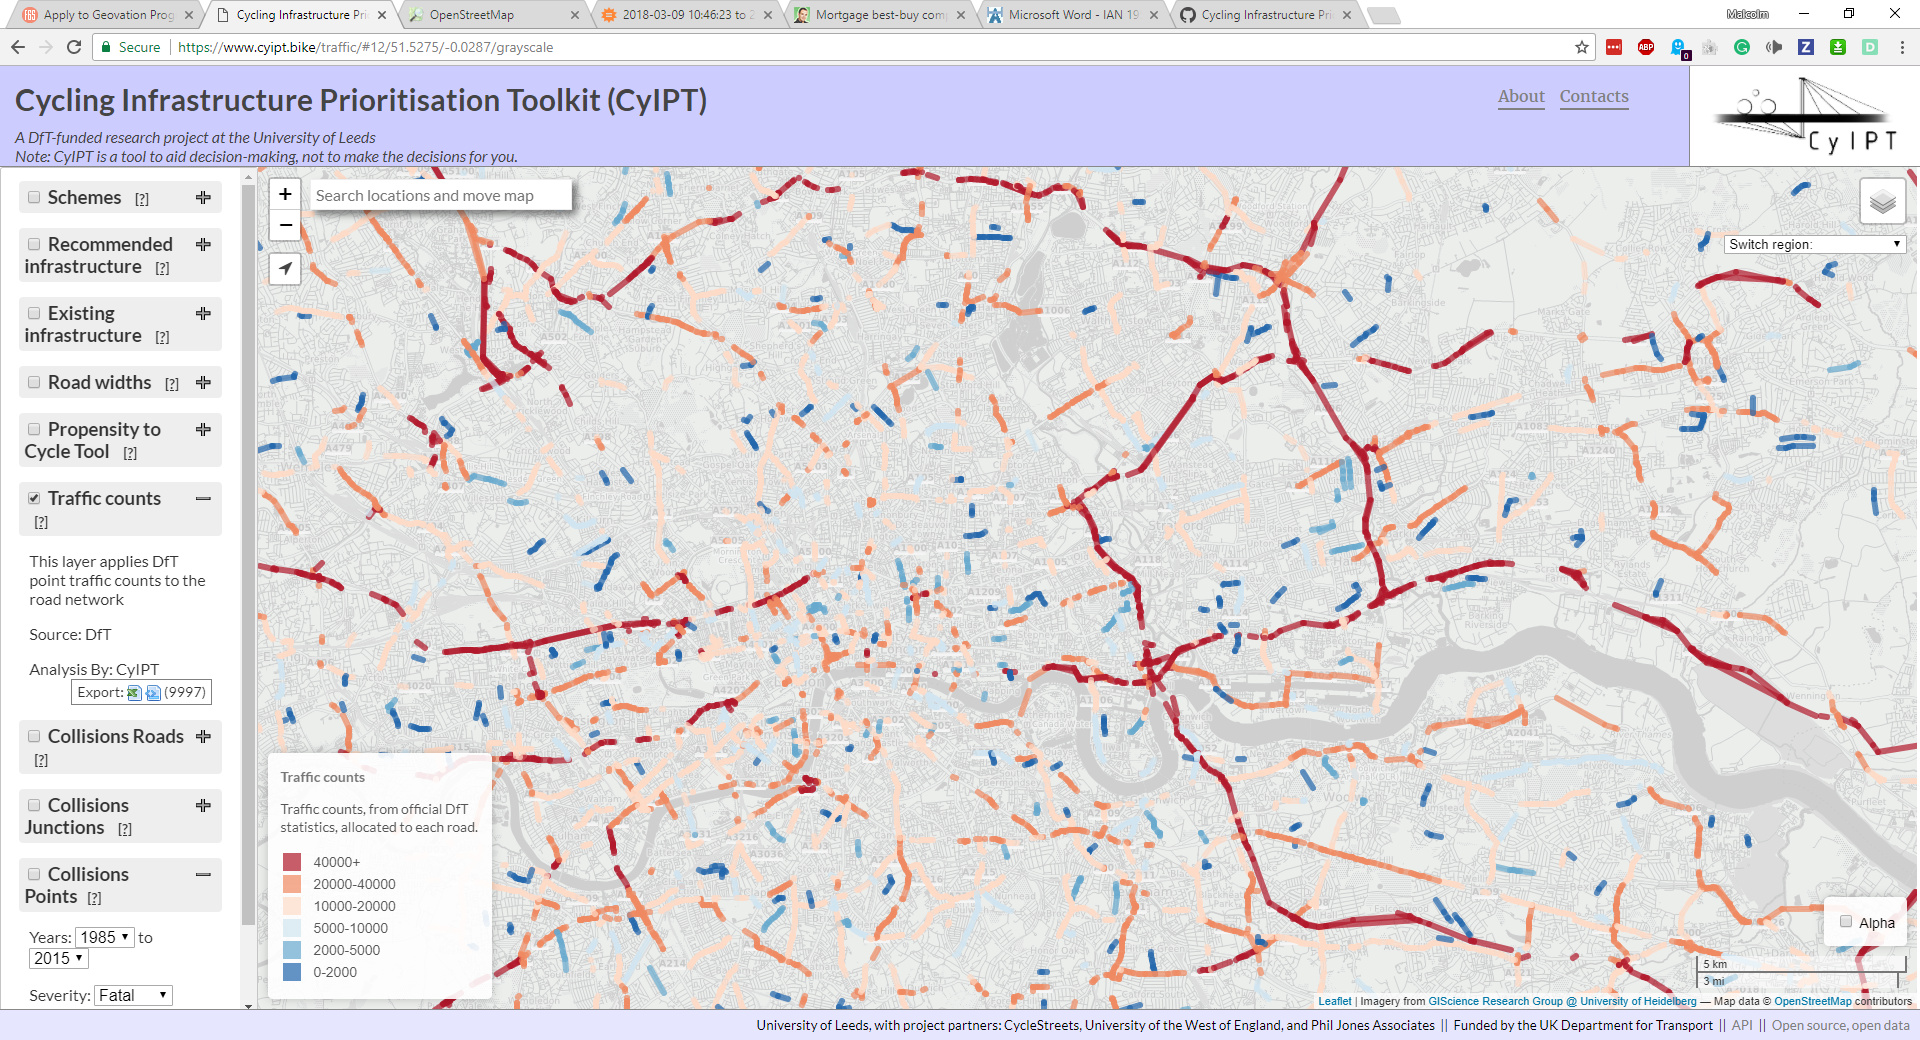 Apply to Geovation Prog
Cycling Infrastructure Pri
OpenStreetMap
2018-03-09 10:46:23 to 2
Mortgage best-buy com
Microsoft Word - IAN 19
Cycling Infrastructure Pri
Malcolm
Secure
https://www.cyipt.bike/traffic/#12/51.5275/-0.0287/grayscale
ABP
0
Z
D
Cycling Infrastructure Prioritisation Toolkit (CyIPT)
A DfT-funded research project at the University of Leeds
Note: CyIPT is a tool to aid decision-making, not to make the decisions for you.
About
Contacts
CyIPT
Schemes [?]
Recommended
infrastructure [?]
Existing
infrastructure [?]
Road widths [?]
Propensity to
Cycle Tool [?]
Traffic counts
[?]
This layer applies DfT
point traffic counts to the
road network
Source: DfT
Analysis By: CyIPT
Export: (9997)
Collisions Roads
[?]
Collisions
Junctions [?]
Collisions
Points [?]
Years: 1985 to
2015
Severity: Fatal
+
Search locations and move map
−
Switch region:
Traffic counts
Traffic counts, from official DfT
statistics, allocated to each road.
40000+
20000-40000
10000-20000
5000-10000
2000-5000
0-2000
Alpha
5 km
3 mi
Leaflet | Imagery from GIScience Research Group @ University of Heidelberg — Map data © OpenStreetMap contributors
University of Leeds, with project partners: CycleStreets, University of the West of England, and Phil Jones Associates || Funded by the UK Department for Transport || API || Open source, open data